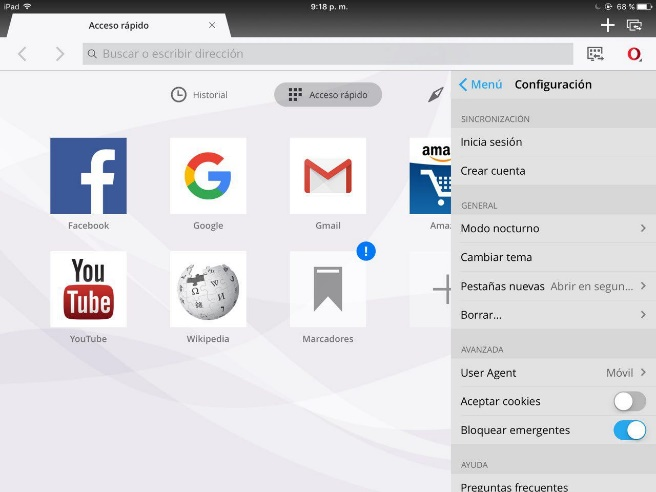 iPad 9:18 p. m. 68 %
Acceso rápido
Buscar o escribir dirección
Historial Acceso rápido
Menú Configuración
SINCRONIZACIÓN
Inicia sesión
Crear cuenta
GENERAL
Modo nocturno
Cambiar tema
Pestañas nuevas Abrir en segun...
Borrar...
AVANZADA
User Agent Móvil
Aceptar cookies
Bloquear emergentes
AYUDA
Preguntas frecuentes
ama
Facebook Google Gmail Ama
You
Tube
YouTube Wikipedia Marcadores